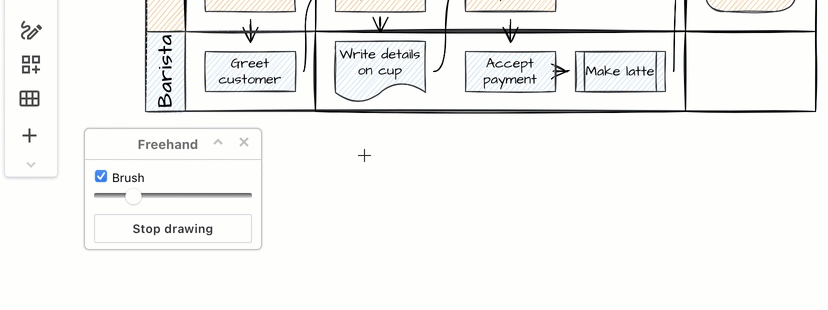 Barista
Greet
customer
Write details
on cup
Accept
payment
Make latte
Freehand
Brush
Stop drawing